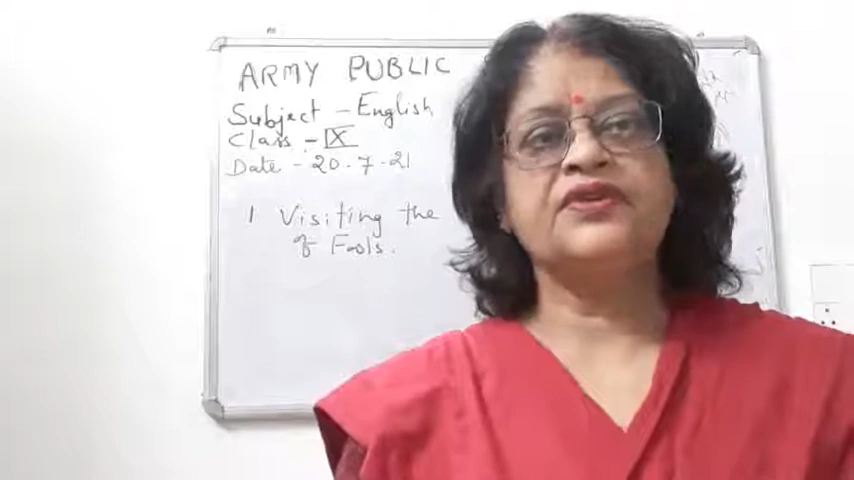 ARMY PUBLIC
Subject - English
Class - IX
Date - 20-7-21
1 Visiting the
of Fools.